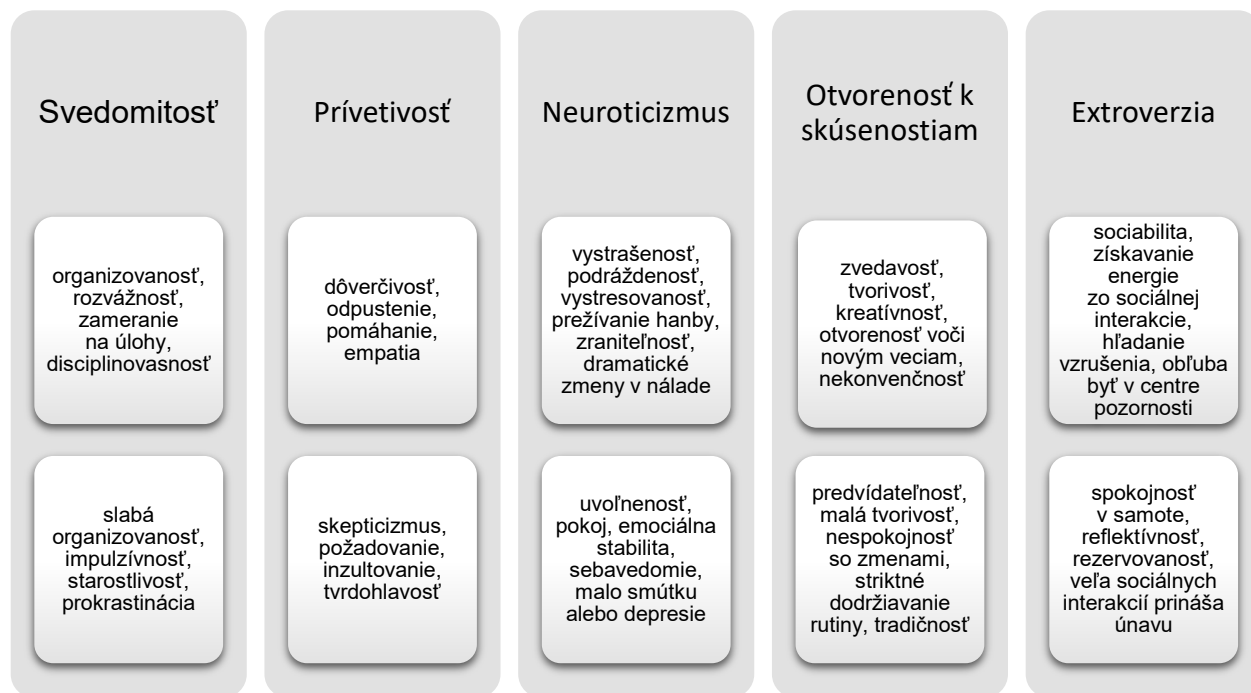 Svedomitosť
organizovanosť,
rozvážnosť,
zameranie
na úlohy,
disciplinovasnosť
slabá
organizovanosť,
impulzívnosť,
starostlivosť,
prokrastinácia
Prívetivosť
dôverčivosť,
odpustenie,
pomáhanie,
empatia
skepticizmus,
požadovanie,
inzultovanie,
tvrdohlavosť
Neuroticizmus
vystrašenosť,
podráždenosť,
vystresovanosť,
prežívanie hanby,
zraniteľnosť,
dramatické
zmeny v nálade
uvoľnenosť,
pokoj, emociálna
stabilita,
sebavedomie,
malo smútku
alebo depresie
Otvorenosť k
skúsenostiam
zvedavosť,
tvorivosť,
kreatívnosť,
otvorenosť voči
novým veciam,
nekonvenčnosť
predvídateľnosť,
malá tvorivosť,
nespokojnosť
so zmenami,
striktné
dodržiavanie
rutiny, tradičnosť
Extroverzia
sociabilita,
získavanie
energie
zo sociálnej
interakcie,
hľadanie
vzrušenia, obľuba
byť v centre
pozornosti
spokojnosť
v samote,
reflektívnosť,
rezervovanosť,
veľa sociálnych
interakcií prináša
únavu